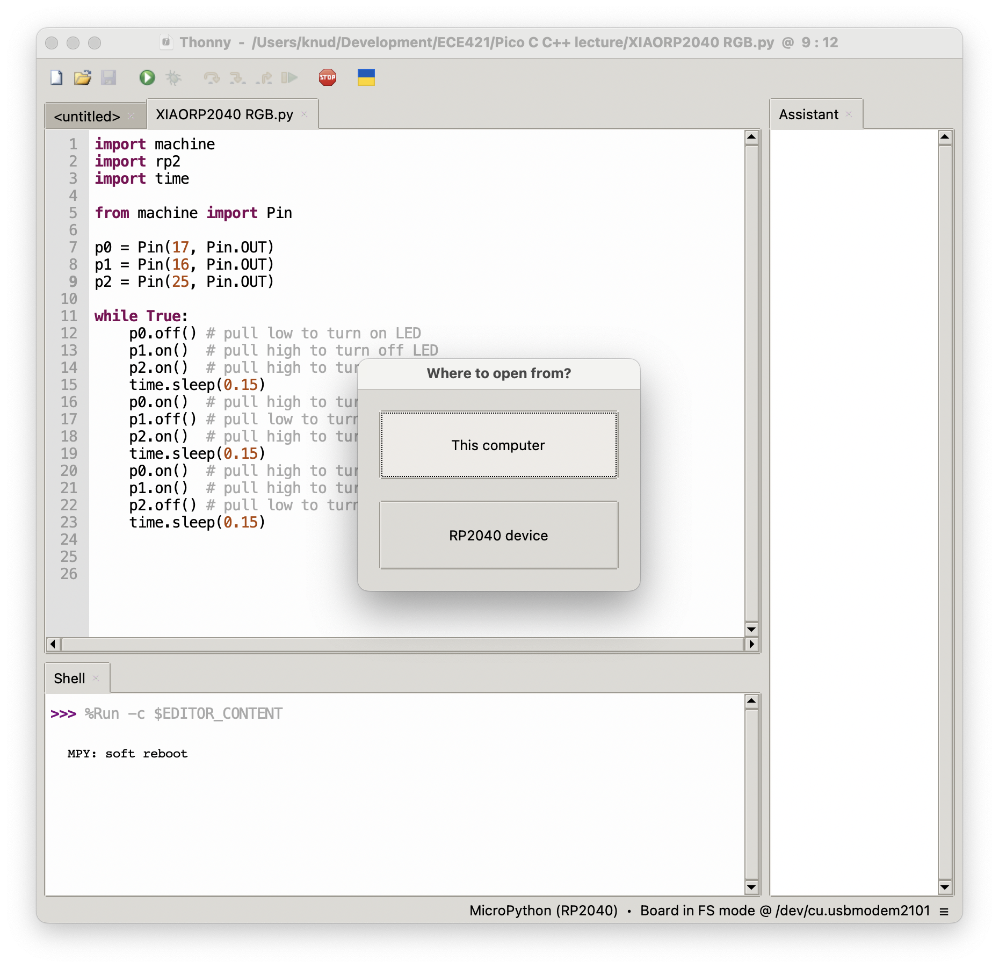 Thonny - /Users/knud/Development/ECE421/Pico C C++ lecture/XIAORP2040 RGB.py @ 9 : 12
STOP
<untitled>
XIAORP2040 RGB.py
Assistant
1 import machine
2 import rp2
3 import time
4
5 from machine import Pin
6
7 p0 = Pin(17, Pin.OUT)
8 p1 = Pin(16, Pin.OUT)
9 p2 = Pin(25, Pin.OUT)
10
11 while True:
12     p0.off() # pull low to turn on LED
13     p1.on()  # pull high to turn off LED
14     p2.on()  # pull high to tur
15     time.sleep(0.15)
16     p0.on()  # pull high to tur
17     p1.off() # pull low to turn
18     p2.on()  # pull high to tur
19     time.sleep(0.15)
20     p0.on()  # pull high to tur
21     p1.on()  # pull high to tur
22     p2.off() # pull low to turn
23     time.sleep(0.15)
24
25
26
Where to open from?
This computer
RP2040 device
Shell
>>> %Run -c $EDITOR_CONTENT
MPY: soft reboot
MicroPython (RP2040) • Board in FS mode @ /dev/cu.usbmodem2101 ≡